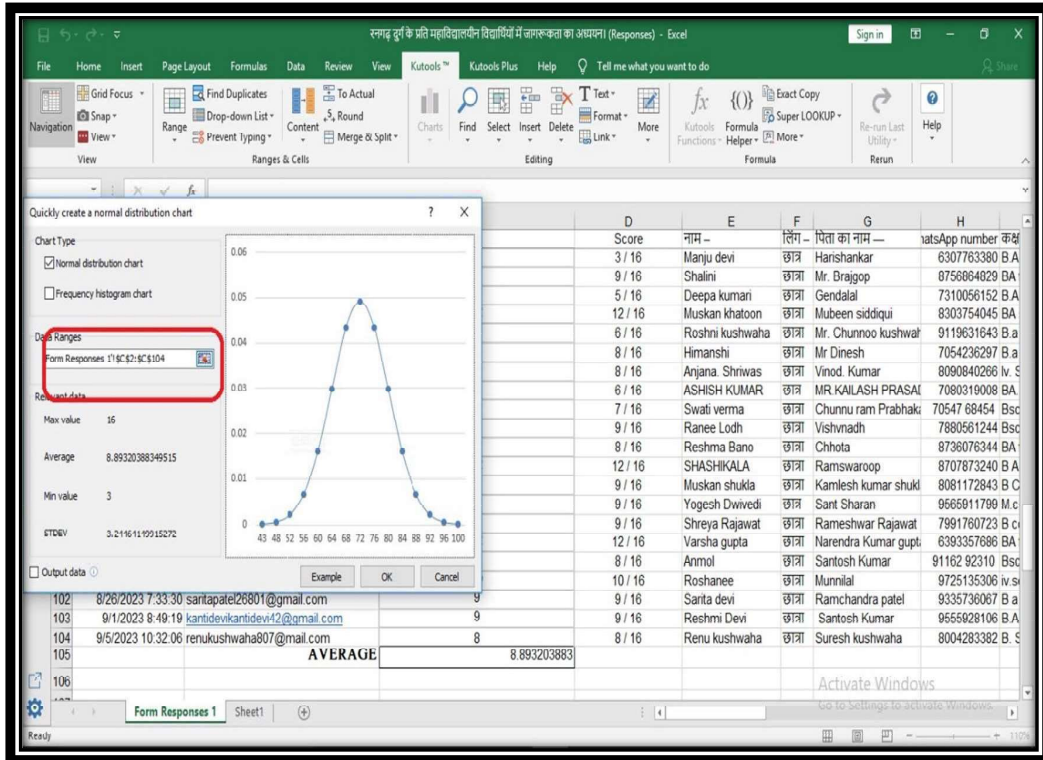 रनगढ़ दुर्ग के प्रति महाविद्यालयीन विद्यार्थियों में जागरूकता का अध्ययन। (Responses) - Excel
Sign in
File Home Insert Page Layout Formulas Data Review View Kutools ™ Kutools Plus Help Tell me what you want to do Share
Grid Focus
Snap
View
Navigation
View
Range
Find Duplicates
Drop-down List
Prevent Typing
Content
To Actual
Round
Merge & Split
Ranges & Cells
Charts
Find Select Insert Delete
Text
Format
Link
More
Editing
Kutools Functions
Formula Helper
Exact Copy
Super LOOKUP
More
Formula
Re-run Last Utility
Rerun
Help
Quickly create a normal distribution chart ? X
Chart Type
Normal distribution chart
Frequency histogram chart
Data Ranges
Form Responses 1'!$C$2:$C$104
Relevant data
Max value 16
Average 8.89320388349515
Min value 3
STDEV
Output data
0.06
0.05
0.04
0.03
0.02
0.01
0
43 48 52 56 60 64 68 72 76 80 84 88 92 96 100
Example OK Cancel
D E F G H
Score नाम – लिंग – पिता का नाम — atsApp number कक्ष
3 / 16 Manju devi छात्रा Harishankar 6307763380 B.A
9 / 16 Shalini छात्रा Mr. Brajgop 8756864029 BA
5 / 16 Deepa kumari छात्रा Gendalal 7310056152 B.A
12 / 16 Muskan khatoon छात्रा Mubeen siddiqui 8303754045 BA
6 / 16 Roshni kushwaha छात्रा Mr. Chunnoo kushwah 9119631643 B.a
8 / 16 Himanshi छात्रा Mr Dinesh 7054236297 B.a
8 / 16 Anjana. Shriwas छात्रा Vinod. Kumar 8090840266 Iv. S
6 / 16 ASHISH KUMAR छात्र MR.KAILASH PRASAD 7080319008 BA.
7 / 16 Swati verma छात्रा Chunnu ram Prabhaka 70547 68454 Bsc
9 / 16 Ranee Lodh छात्रा Vishvnadh 7880561244 Bsc
8 / 16 Reshma Bano छात्रा Chhota 8736076344 BA
12 / 16 SHASHIKALA छात्रा Ramswaroop 8707873240 B A
9 / 16 Muskan shukla छात्रा Kamlesh kumar shukl 8081172843 B C
9 / 16 Yogesh Dwivedi छात्र Sant Sharan 9565911799 M.c
9 / 16 Shreya Rajawat छात्रा Rameshwar Rajawat 7991760723 B co
12 / 16 Varsha gupta छात्रा Narendra Kumar gupta 6393357686 BA
8 / 16 Anmol छात्रा Santosh Kumar 91162 92310 Bsc
10 / 16 Roshanee छात्रा Munnilal 9725135306 iv.se
102 8/26/2023 7:33:30 saritapatel26801@gmail.com 9 9 / 16 Sarita devi छात्रा Ramchandra patel 9335736067 B a
103 9/1/2023 8:49:19 kantidevikantidevi42@gmail.com 9 9 / 16 Reshmi Devi छात्रा Santosh Kumar 9555928106 B.A
104 9/5/2023 10:32:06 renukushwaha807@mail.com 8 8 / 16 Renu kushwaha छात्रा Suresh kushwaha 8004283382 B. S
105 AVERAGE 8.893203883
106
Activate Windows
Go to Settings to activate Windows.
Form Responses 1 Sheet1
Ready 110%